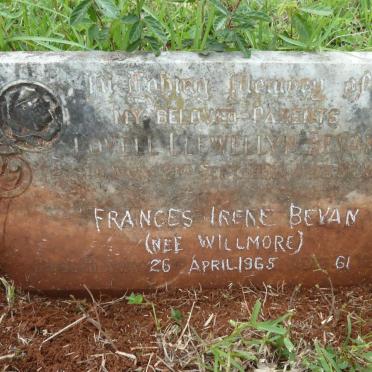 In Loving Memory of
MY BELOVED PARENTS
LOVELL LLEWELLYN BEVAN
FRANCES IRENE BEVAN
(NEE WILLMORE)
26 APRIL 1965 61